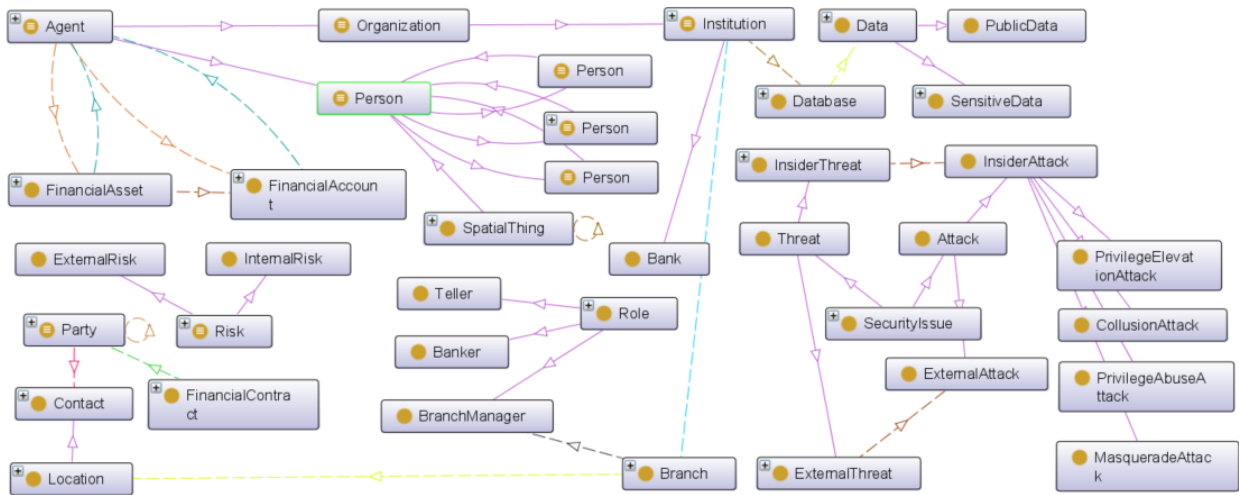 Agent
Organization
Institution
Data
PublicData
Person
Person
Database
SensitiveData
Person
Person
InsiderThreat
InsiderAttack
FinancialAsset
FinancialAccoun
t
SpatialThing
Threat
Attack
ExternalRisk
InternalRisk
Bank
PrivilegeElevat
ionAttack
Teller
Role
SecurityIssue
CollusionAttack
Party
Risk
Banker
ExternalAttack
PrivilegeAbuseA
ttack
Contact
FinancialContra
ct
BranchManager
MasqueradeAttac
k
Location
Branch
ExternalThreat